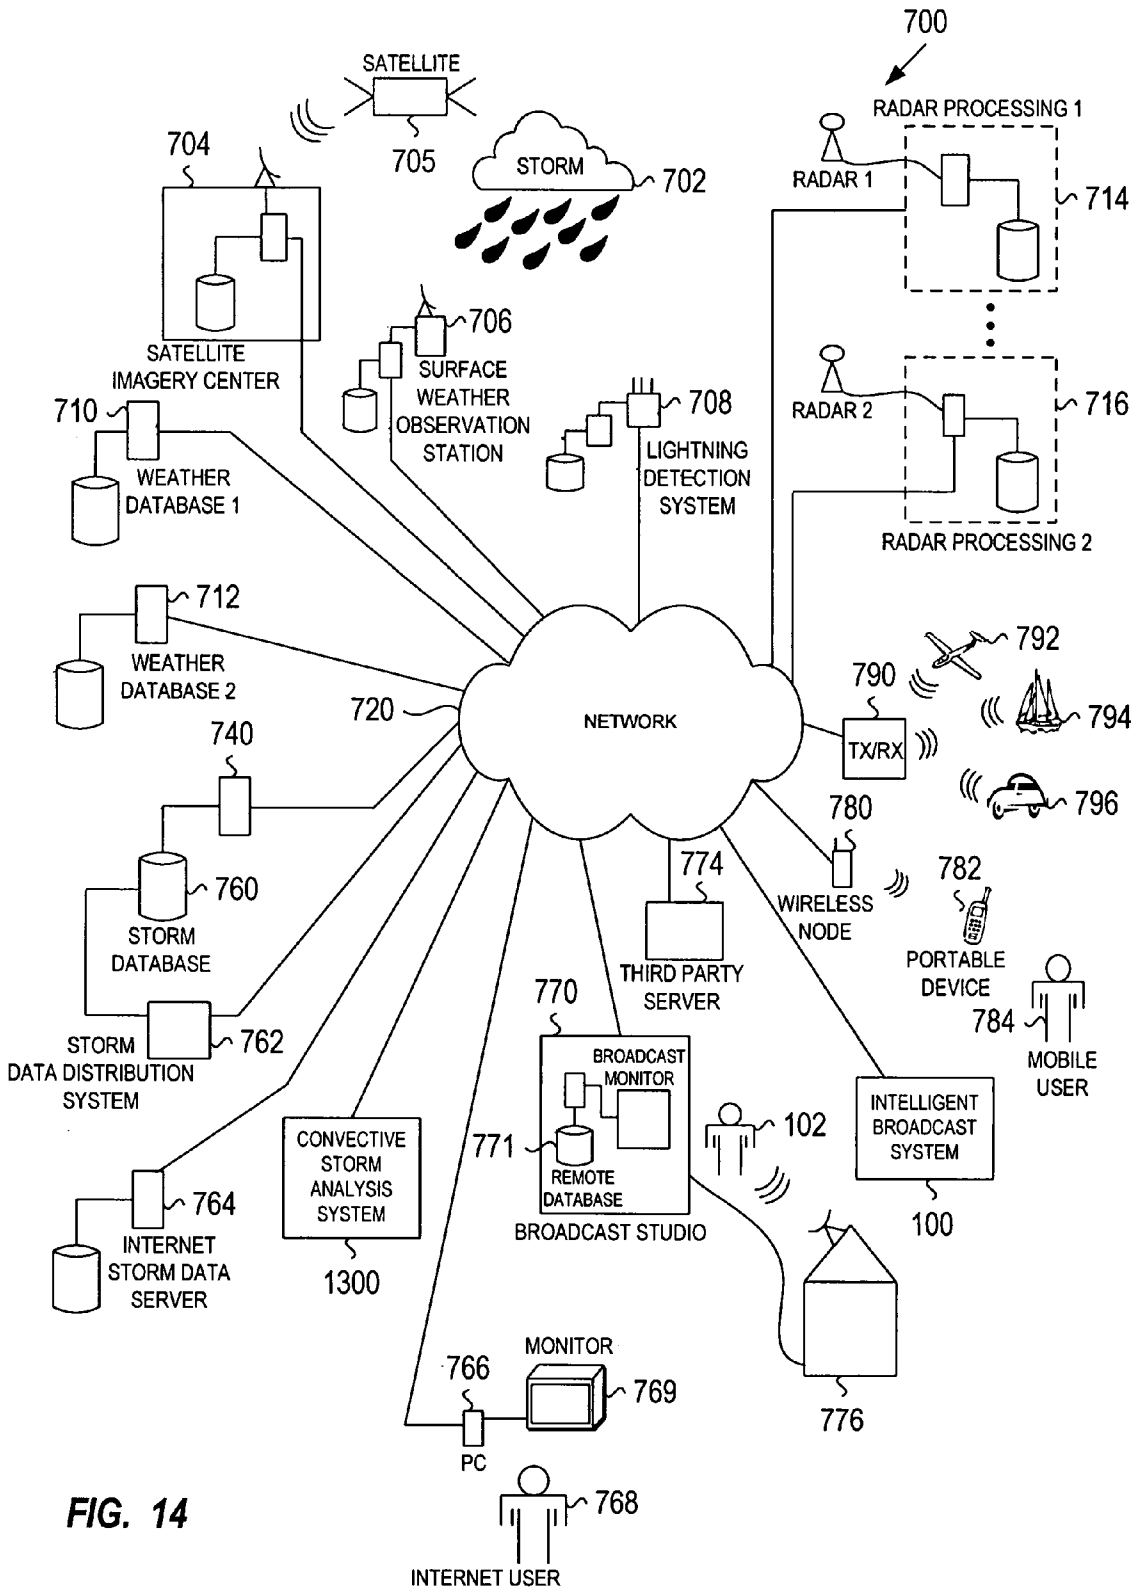 700
SATELLITE
705
RADAR PROCESSING 1
704
STORM
702
RADAR 1
714
SATELLITE
IMAGERY CENTER
706
SURFACE
WEATHER
OBSERVATION
STATION
708
LIGHTNING
DETECTION
SYSTEM
RADAR 2
716
RADAR PROCESSING 2
710
WEATHER
DATABASE 1
712
WEATHER
DATABASE 2
720
NETWORK
790
TX/RX
792
794
796
740
760
STORM
DATABASE
780
WIRELESS
NODE
782
PORTABLE
DEVICE
784
MOBILE
USER
774
THIRD PARTY
SERVER
762
STORM
DATA DISTRIBUTION
SYSTEM
770
BROADCAST
MONITOR
771
REMOTE
DATABASE
BROADCAST STUDIO
102
INTELLIGENT
BROADCAST
SYSTEM
100
764
INTERNET
STORM DATA
SERVER
CONVECTIVE
STORM
ANALYSIS
SYSTEM
1300
776
MONITOR
766
769
PC
768
INTERNET USER
FIG. 14